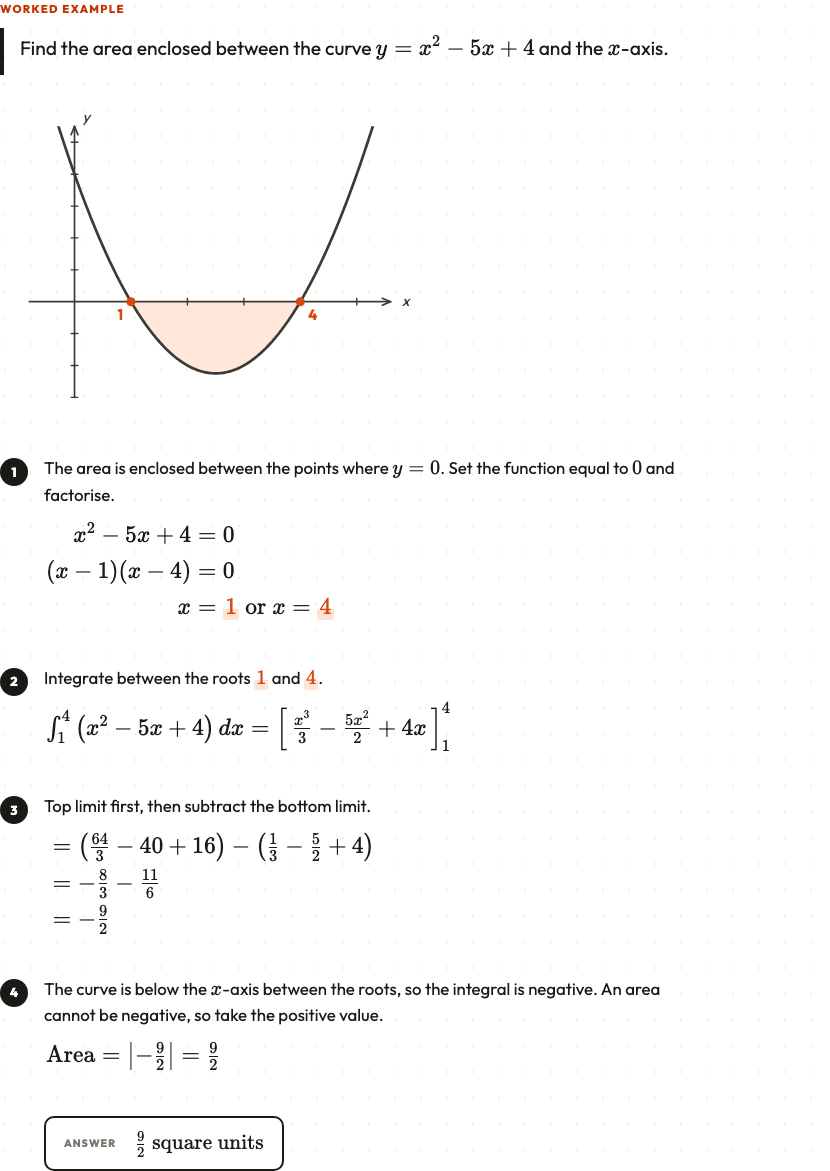 WORKED EXAMPLE
Find the area enclosed between the curve y = x² − 5x + 4 and the x-axis.
y
x
1
4
1 The area is enclosed between the points where y = 0. Set the function equal to 0 and
factorise.
x² − 5x + 4 = 0
(x − 1)(x − 4) = 0
x = 1 or x = 4
2 Integrate between the roots 1 and 4.
∫₁⁴ (x² − 5x + 4) dx = [x³/3 − 5x²/2 + 4x]₁⁴
3 Top limit first, then subtract the bottom limit.
= (64/3 − 40 + 16) − (1/3 − 5/2 + 4)
= −8/3 − 11/6
= −9/2
4 The curve is below the x-axis between the roots, so the integral is negative. An area
cannot be negative, so take the positive value.
Area = |−9/2| = 9/2
ANSWER 9/2 square units